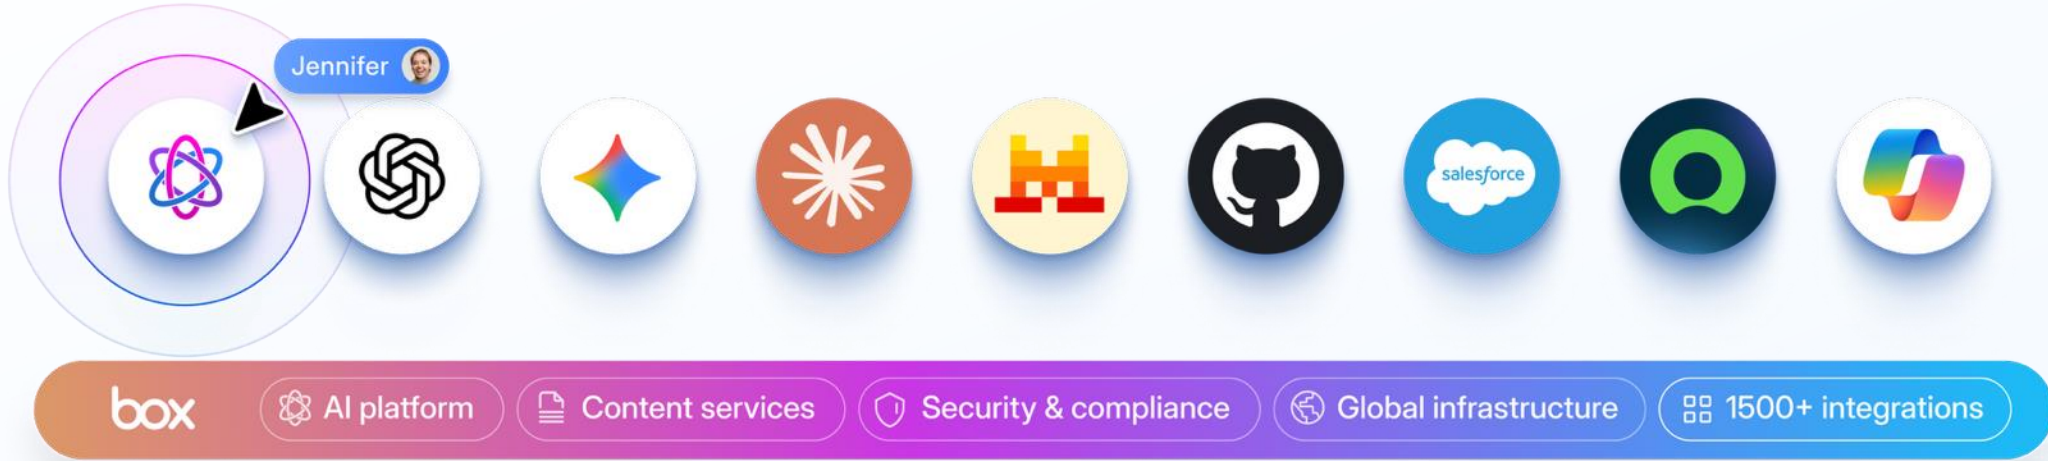 Jennifer
salesforce
box AI platform Content services Security & compliance Global infrastructure 1500+ integrations